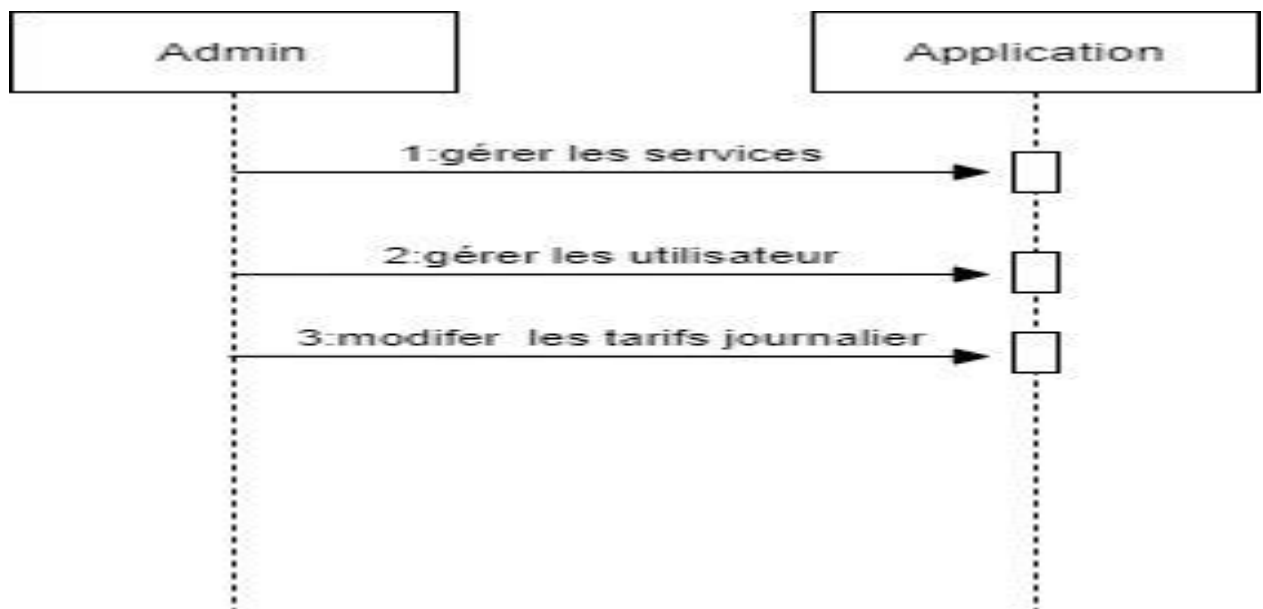 Admin
Application
1:gérer les services
2:gérer les utilisateur
3:modifer les tarifs journalier